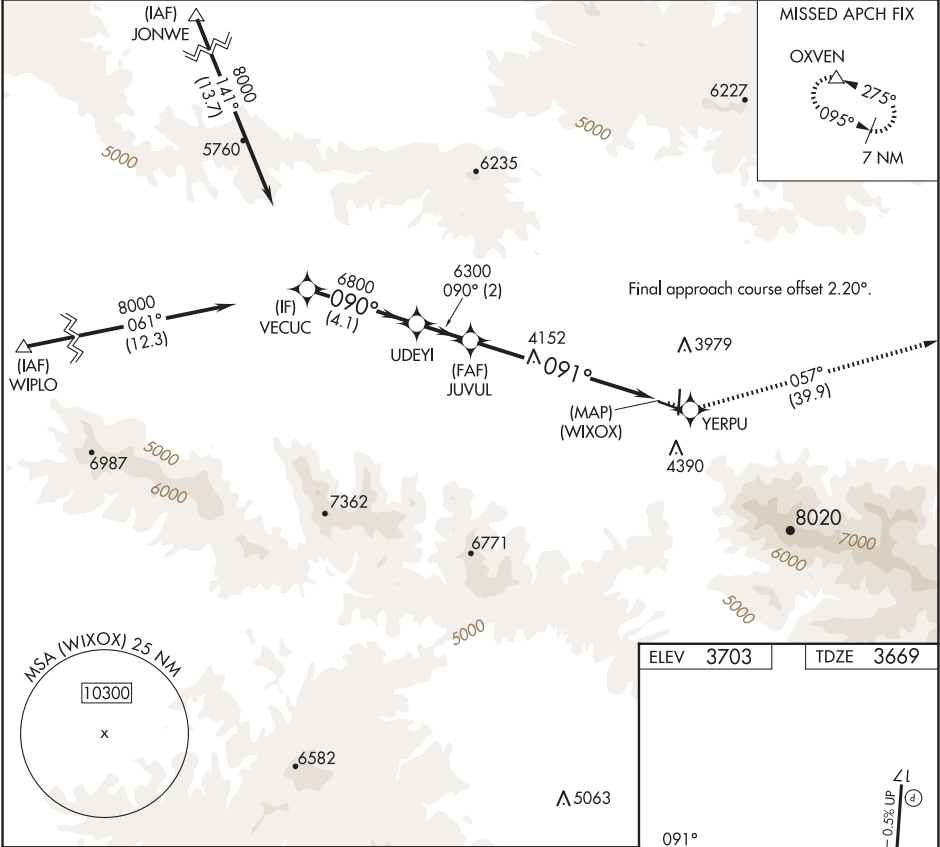 (IAF)
JONWE
8000
141°
(13.7)
MISSED APCH FIX
OXVEN
275°
095°
7 NM
6227
5000
5760
5000
6235
6300
090° (2)
Final approach course offset 2.20°.
6800
090°
(4.1)
(IF)
VECUC
8000
061°
(12.3)
(IAF)
WIPLO
UDEYI
(FAF)
JUVUL
4152
091°
3979
057°
(39.9)
(MAP)
(WIXOX)
YERPU
4390
6987
5000
6000
7362
6771
8020
7000
6000
5000
5000
MSA (WIXOX) 25 NM
10300
x
6582
5063
ELEV 3703
TDZE 3669
17
P
0.5% UP
091°